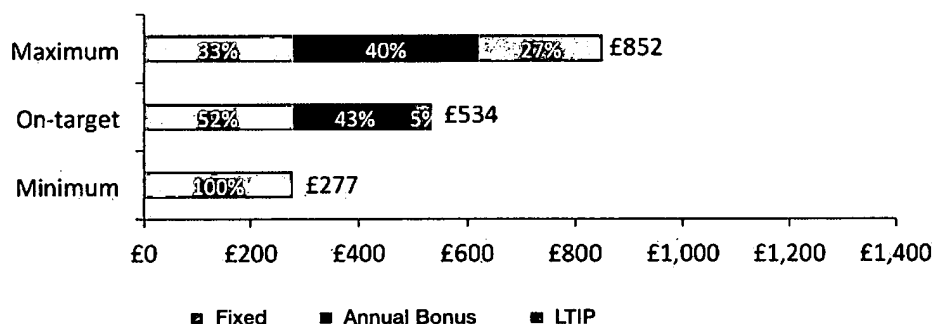 Maximum 33% 40% 27% £852
On-target 52% 43% 5% £534
Minimum 100% £277
£0 £200 £400 £600 £800 £1,000 £1,200 £1,400
Fixed Annual Bonus LTIP